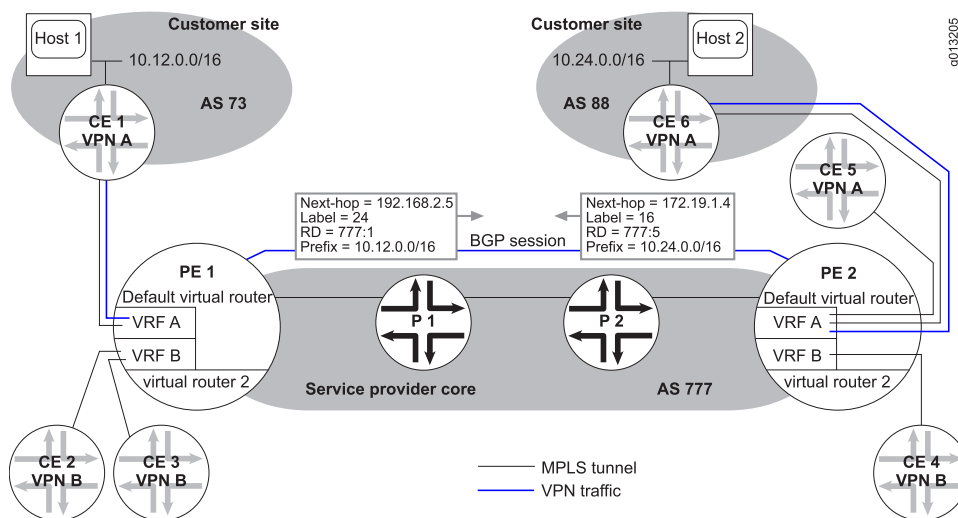 Customer site
Host 1
10.12.0.0/16
AS 73
CE 1
VPN A
Customer site
Host 2
10.24.0.0/16
AS 88
CE 6
VPN A
g013205
CE 5
VPN A
Next-hop = 192.168.2.5
Label = 24
RD = 777:1
Prefix = 10.12.0.0/16
BGP session
Next-hop = 172.19.1.4
Label = 16
RD = 777:5
Prefix = 10.24.0.0/16
PE 1
Default virtual router
VRF A
VRF B
virtual router 2
P 1
P 2
Service provider core
AS 777
PE 2
Default virtual router
VRF A
VRF B
virtual router 2
CE 2
VPN B
CE 3
VPN B
MPLS tunnel
VPN traffic
CE 4
VPN B